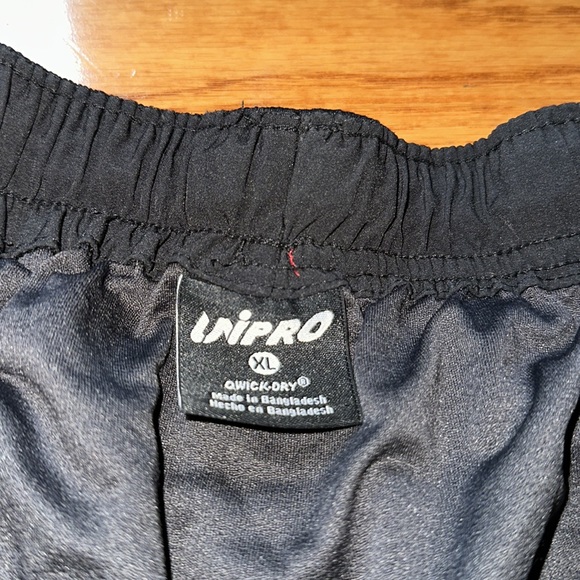 UNIPRO
XL
QWICK-DRY®
Made in Bangladesh
Hecho en Bangladesh